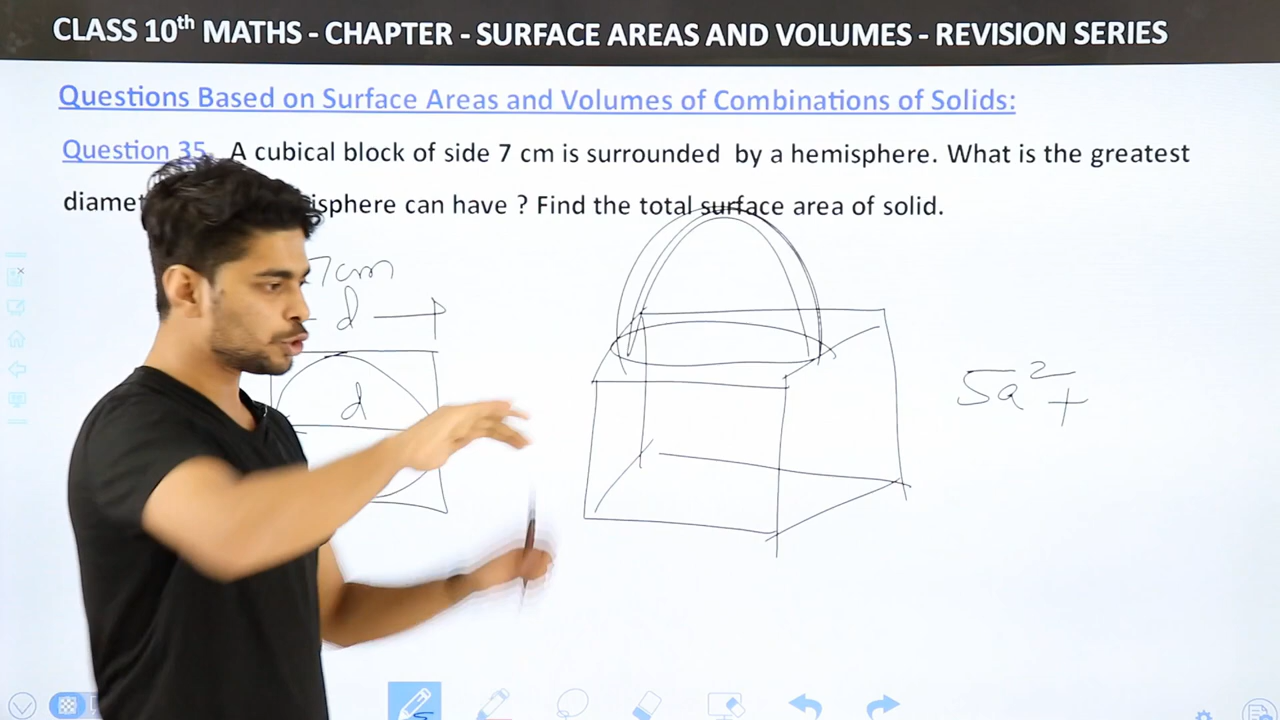 CLASS 10th MATHS - CHAPTER - SURFACE AREAS AND VOLUMES - REVISION SERIES
Questions Based on Surface Areas and Volumes of Combinations of Solids:
Question 35. A cubical block of side 7 cm is surrounded by a hemisphere. What is the greatest
sphere can have ? Find the total surface area of solid.
7cm
d
d
5a² +